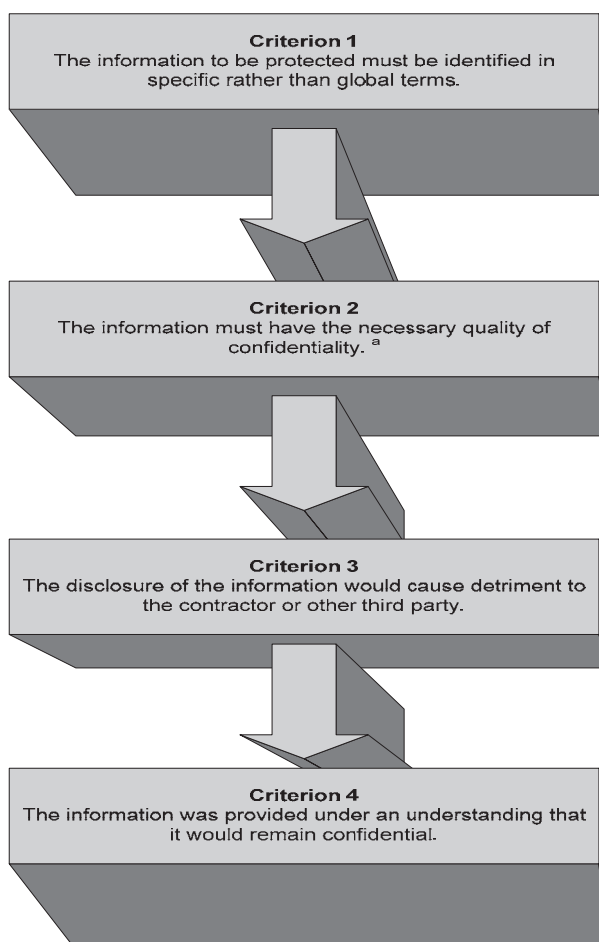 Criterion 1
The information to be protected must be identified in
specific rather than global terms.
Criterion 2
The information must have the necessary quality of
confidentiality. a
Criterion 3
The disclosure of the information would cause detriment to
the contractor or other third party.
Criterion 4
The information was provided under an understanding that
it would remain confidential.